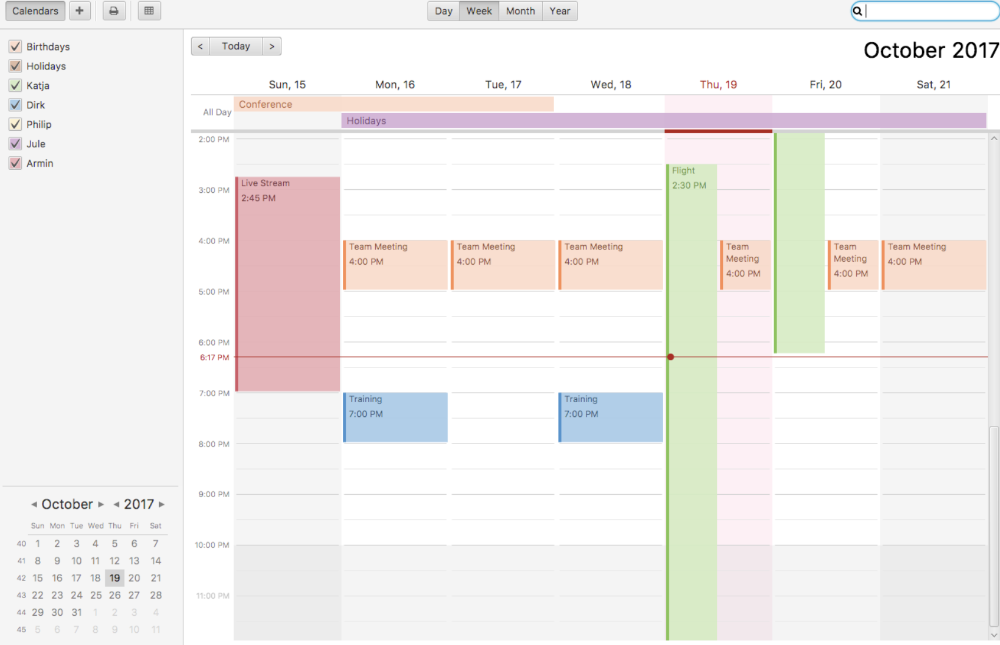 Calendars + Day Week Month Year
Birthdays
Holidays
Katja
Dirk
Philip
Jule
Armin
< Today >
October 2017
Sun, 15 Mon, 16 Tue, 17 Wed, 18 Thu, 19 Fri, 20 Sat, 21
All Day
Conference
Holidays
2:00 PM
3:00 PM
4:00 PM
5:00 PM
6:00 PM
6:17 PM
7:00 PM
8:00 PM
9:00 PM
10:00 PM
11:00 PM
Live Stream
2:45 PM
Team Meeting
4:00 PM
Training
7:00 PM
Team Meeting
4:00 PM
Team Meeting
4:00 PM
Training
7:00 PM
Flight
2:30 PM
Team
Meeting
4:00 PM
Team
Meeting
4:00 PM
Team Meeting
4:00 PM
October 2017
Sun Mon Tue Wed Thu Fri Sat
40 1 2 3 4 5 6 7
41 8 9 10 11 12 13 14
42 15 16 17 18 19 20 21
43 22 23 24 25 26 27 28
44 29 30 31 1 2 3 4
45 5 6 7 8 9 10 11